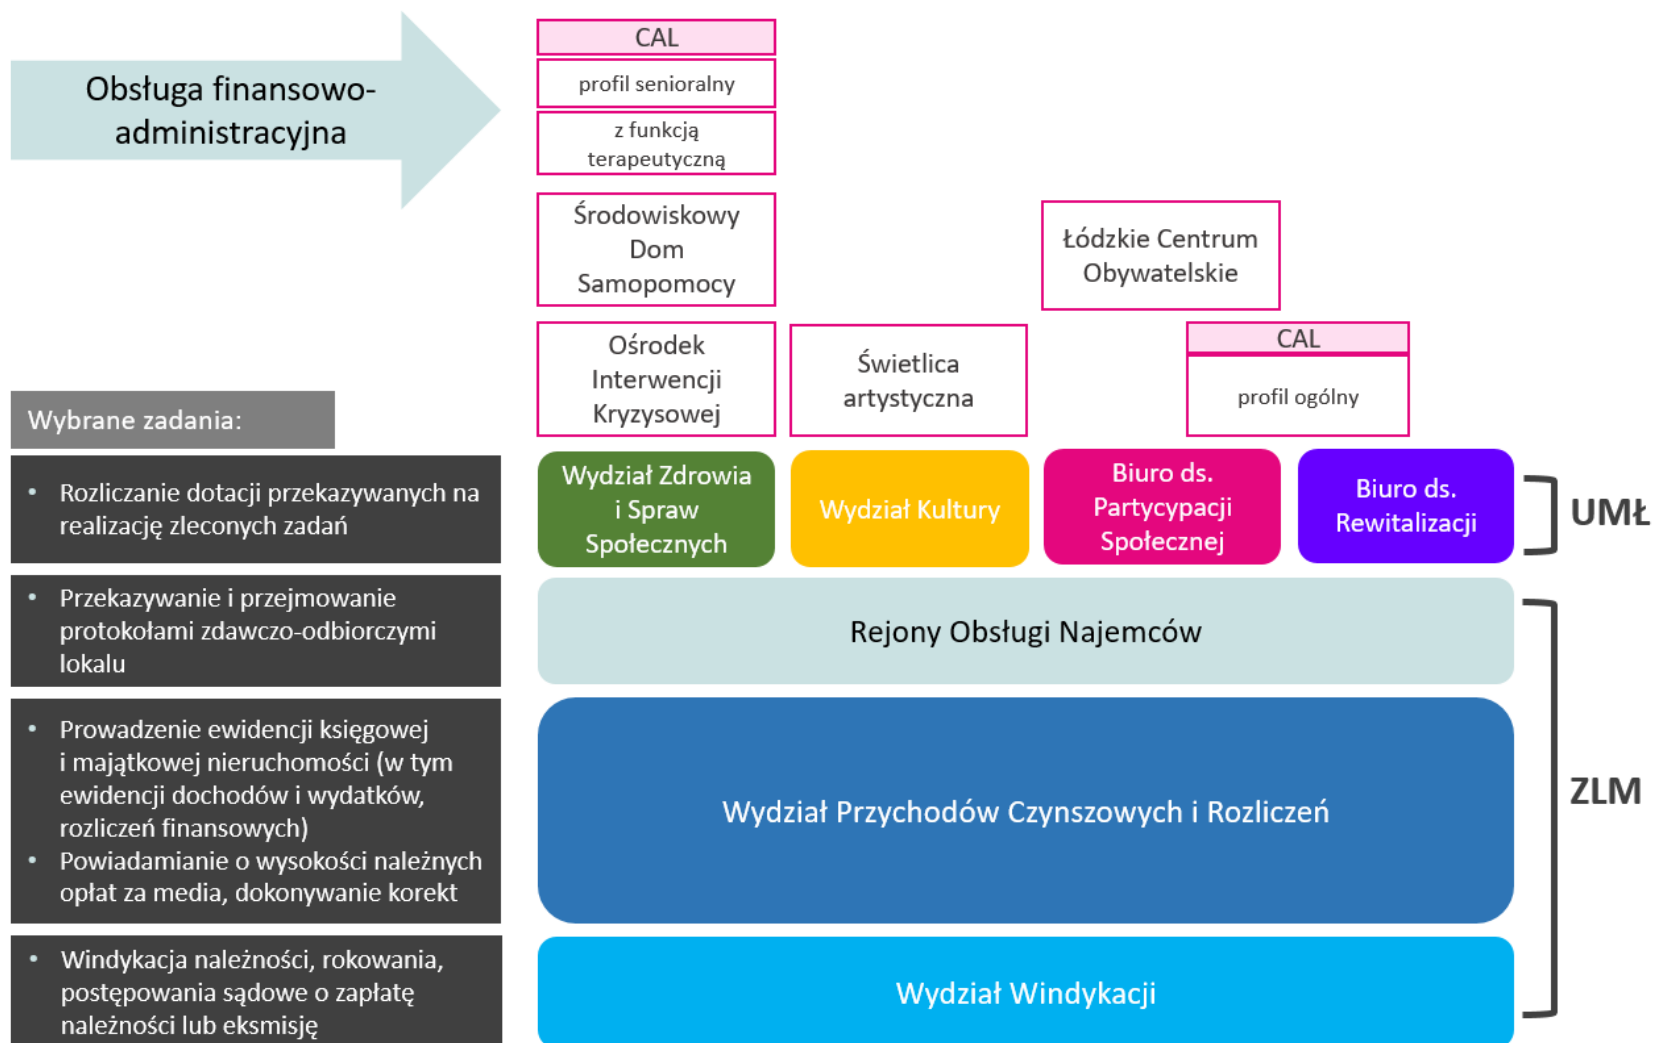 Obsługa finansowo-
administracyjna
CAL
profil senioralny
z funkcją
terapeutyczną
Środowiskowy
Dom
Samopomocy
Łódzkie Centrum
Obywatelskie
Ośrodek
Interwencji
Kryzysowej
Świetlica
artystyczna
CAL
profil ogólny
Wybrane zadania:
• Rozliczanie dotacji przekazywanych na
realizację zleconych zadań
Wydział Zdrowia
i Spraw
Społecznych
Wydział Kultury
Biuro ds.
Partycypacji
Społecznej
Biuro ds.
Rewitalizacji
UMŁ
• Przekazywanie i przejmowanie
protokołami zdawczo-odbiorczymi
lokalu
Rejony Obsługi Najemców
• Prowadzenie ewidencji księgowej
i majątkowej nieruchomości (w tym
ewidencji dochodów i wydatków,
rozliczeń finansowych)
• Powiadamianie o wysokości należnych
opłat za media, dokonywanie korekt
Wydział Przychodów Czynszowych i Rozliczeń
ZLM
• Windykacja należności, rokowania,
postępowania sądowe o zapłatę
należności lub eksmisję
Wydział Windykacji